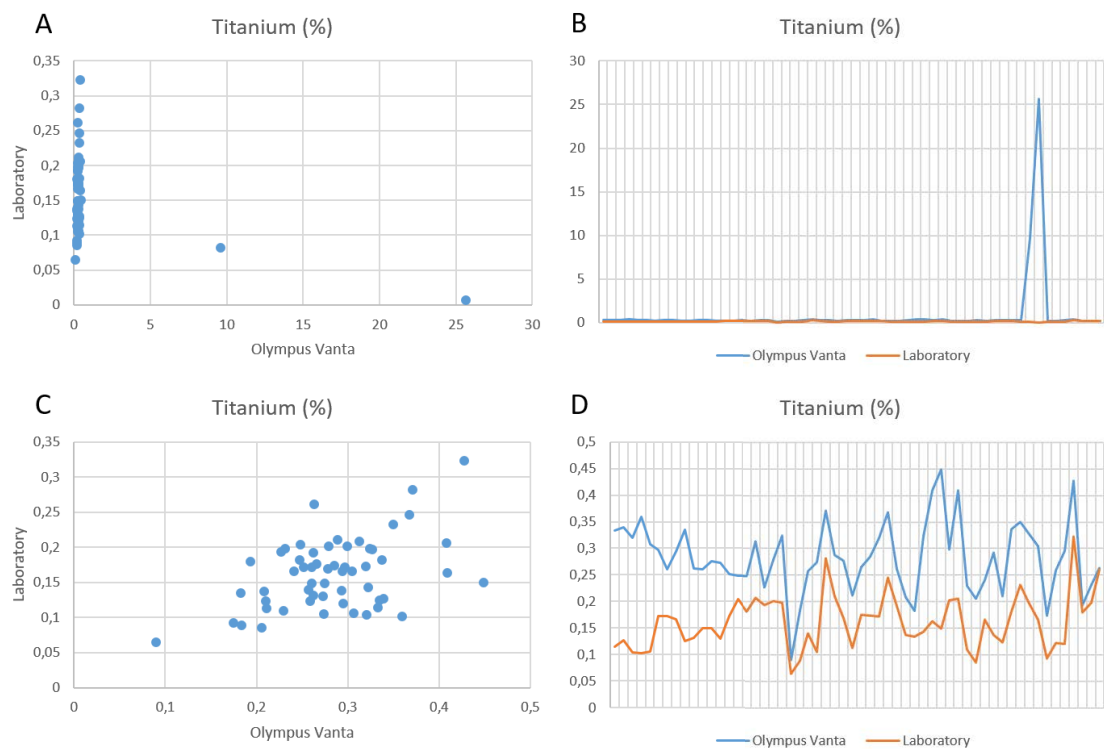 A
Titanium (%)
0,35
0,3
0,25
0,2
0,15
0,1
0,05
0
Laboratory
0 5 10 15 20 25 30
Olympus Vanta
B
Titanium (%)
30
25
20
15
10
5
0
Olympus Vanta Laboratory
C
Titanium (%)
0,35
0,3
0,25
0,2
0,15
0,1
0,05
0
Laboratory
0 0,1 0,2 0,3 0,4 0,5
Olympus Vanta
D
Titanium (%)
0,5
0,45
0,4
0,35
0,3
0,25
0,2
0,15
0,1
0,05
0
Olympus Vanta Laboratory